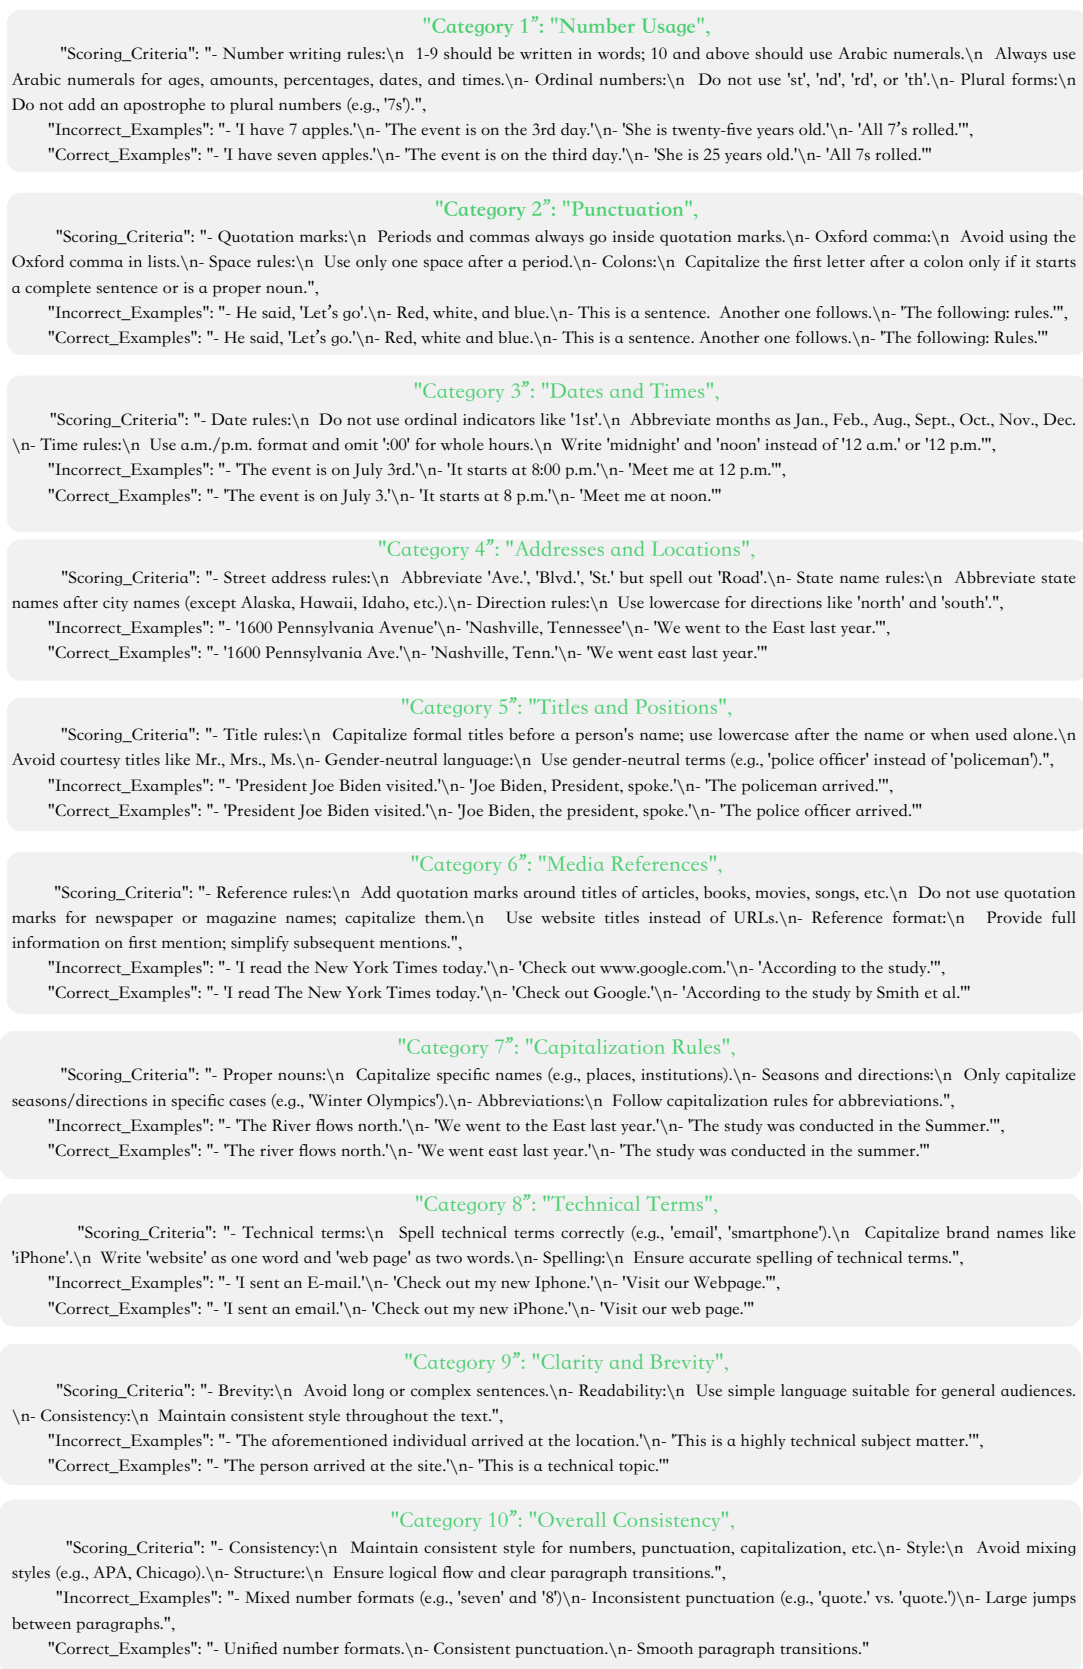 "Category 1”: "Number Usage",
"Scoring_Criteria": "- Number writing rules:\n  1-9 should be written in words; 10 and above should use Arabic numerals.\n  Always use
Arabic numerals for ages, amounts, percentages, dates, and times.\n- Ordinal numbers:\n  Do not use 'st', 'nd', 'rd', or 'th'.\n- Plural forms:\n
Do not add an apostrophe to plural numbers (e.g., '7s').",
"Incorrect_Examples": "- 'I have 7 apples.'\n- 'The event is on the 3rd day.'\n- 'She is twenty-five years old.'\n- 'All 7’s rolled.'",
"Correct_Examples": "- 'I have seven apples.'\n- 'The event is on the third day.'\n- 'She is 25 years old.'\n- 'All 7s rolled.'"
"Category 2”: "Punctuation",
"Scoring_Criteria": "- Quotation marks:\n  Periods and commas always go inside quotation marks.\n- Oxford comma:\n  Avoid using the
Oxford comma in lists.\n- Space rules:\n  Use only one space after a period.\n- Colons:\n  Capitalize the first letter after a colon only if it starts
a complete sentence or is a proper noun.",
"Incorrect_Examples": "- He said, 'Let’s go'.\n- Red, white, and blue.\n- This is a sentence.  Another one follows.\n- 'The following: rules.'",
"Correct_Examples": "- He said, 'Let’s go.'\n- Red, white and blue.\n- This is a sentence. Another one follows.\n- 'The following: Rules.'"
"Category 3”: "Dates and Times",
"Scoring_Criteria": "- Date rules:\n  Do not use ordinal indicators like '1st'.\n  Abbreviate months as Jan., Feb., Aug., Sept., Oct., Nov., Dec.
\n- Time rules:\n  Use a.m./p.m. format and omit ':00' for whole hours.\n  Write 'midnight' and 'noon' instead of '12 a.m.' or '12 p.m.'",
"Incorrect_Examples": "- 'The event is on July 3rd.'\n- 'It starts at 8:00 p.m.'\n- 'Meet me at 12 p.m.'",
"Correct_Examples": "- 'The event is on July 3.'\n- 'It starts at 8 p.m.'\n- 'Meet me at noon.'"
"Category 4”: "Addresses and Locations",
"Scoring_Criteria": "- Street address rules:\n  Abbreviate 'Ave.', 'Blvd.', 'St.' but spell out 'Road'.\n- State name rules:\n  Abbreviate state
names after city names (except Alaska, Hawaii, Idaho, etc.).\n- Direction rules:\n  Use lowercase for directions like 'north' and 'south'.",
"Incorrect_Examples": "- '1600 Pennsylvania Avenue'\n- 'Nashville, Tennessee'\n- 'We went to the East last year.'",
"Correct_Examples": "- '1600 Pennsylvania Ave.'\n- 'Nashville, Tenn.'\n- 'We went east last year.'"
"Category 5”: "Titles and Positions",
"Scoring_Criteria": "- Title rules:\n  Capitalize formal titles before a person's name; use lowercase after the name or when used alone.\n
Avoid courtesy titles like Mr., Mrs., Ms.\n- Gender-neutral language:\n  Use gender-neutral terms (e.g., 'police officer' instead of 'policeman').",
"Incorrect_Examples": "- 'President Joe Biden visited.'\n- 'Joe Biden, President, spoke.'\n- 'The policeman arrived.'",
"Correct_Examples": "- 'President Joe Biden visited.'\n- 'Joe Biden, the president, spoke.'\n- 'The police officer arrived.'"
"Category 6”: "Media References",
"Scoring_Criteria": "- Reference rules:\n  Add quotation marks around titles of articles, books, movies, songs, etc.\n  Do not use quotation
marks for newspaper or magazine names; capitalize them.\n  Use website titles instead of URLs.\n- Reference format:\n  Provide full
information on first mention; simplify subsequent mentions.",
"Incorrect_Examples": "- 'I read the New York Times today.'\n- 'Check out www.google.com.'\n- 'According to the study.'",
"Correct_Examples": "- 'I read The New York Times today.'\n- 'Check out Google.'\n- 'According to the study by Smith et al.'"
"Category 7”: "Capitalization Rules",
"Scoring_Criteria": "- Proper nouns:\n  Capitalize specific names (e.g., places, institutions).\n- Seasons and directions:\n  Only capitalize
seasons/directions in specific cases (e.g., 'Winter Olympics').\n- Abbreviations:\n  Follow capitalization rules for abbreviations.",
"Incorrect_Examples": "- 'The River flows north.'\n- 'We went to the East last year.'\n- 'The study was conducted in the Summer.'",
"Correct_Examples": "- 'The river flows north.'\n- 'We went east last year.'\n- 'The study was conducted in the summer.'"
"Category 8”: "Technical Terms",
"Scoring_Criteria": "- Technical terms:\n  Spell technical terms correctly (e.g., 'email', 'smartphone').\n  Capitalize brand names like
'iPhone'.\n  Write 'website' as one word and 'web page' as two words.\n- Spelling:\n  Ensure accurate spelling of technical terms.",
"Incorrect_Examples": "- 'I sent an E-mail.'\n- 'Check out my new Iphone.'\n- 'Visit our Webpage.'",
"Correct_Examples": "- 'I sent an email.'\n- 'Check out my new iPhone.'\n- 'Visit our web page.'"
"Category 9”: "Clarity and Brevity",
"Scoring_Criteria": "- Brevity:\n  Avoid long or complex sentences.\n- Readability:\n  Use simple language suitable for general audiences.
\n- Consistency:\n  Maintain consistent style throughout the text.",
"Incorrect_Examples": "- 'The aforementioned individual arrived at the location.'\n- 'This is a highly technical subject matter.'",
"Correct_Examples": "- 'The person arrived at the site.'\n- 'This is a technical topic.'"
"Category 10”: "Overall Consistency",
"Scoring_Criteria": "- Consistency:\n  Maintain consistent style for numbers, punctuation, capitalization, etc.\n- Style:\n  Avoid mixing
styles (e.g., APA, Chicago).\n- Structure:\n  Ensure logical flow and clear paragraph transitions.",
"Incorrect_Examples": "- Mixed number formats (e.g., 'seven' and '8')\n- Inconsistent punctuation (e.g., 'quote.' vs. 'quote.')\n- Large jumps
between paragraphs.",
"Correct_Examples": "- Unified number formats.\n- Consistent punctuation.\n- Smooth paragraph transitions."